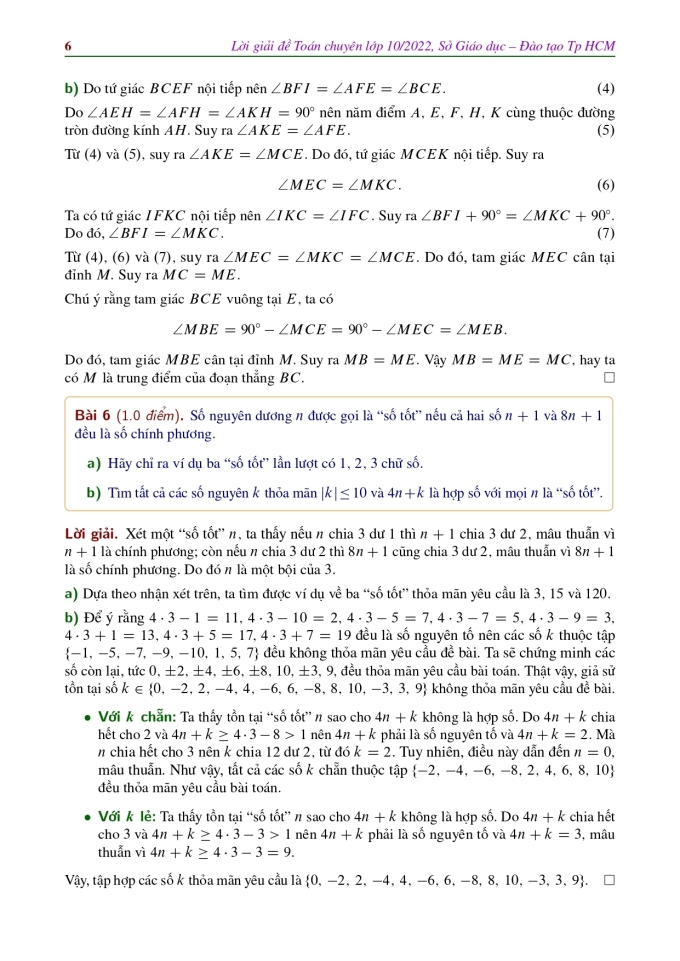 6 Lời giải đề Toán chuyên lớp 10/2022, Sở Giáo dục – Đào tạo Tp HCM
b) Do tứ giác BCEF nội tiếp nên ∠BFI = ∠AFE = ∠BCE. (4)
Do ∠AEH = ∠AFH = ∠AKH = 90° nên năm điểm A, E, F, H, K cùng thuộc đường
tròn đường kính AH. Suy ra ∠AKE = ∠AFE. (5)
Từ (4) và (5), suy ra ∠AKE = ∠MCE. Do đó, tứ giác MCEK nội tiếp. Suy ra
∠MEC = ∠MKC. (6)
Ta có tứ giác IFKC nội tiếp nên ∠IKC = ∠IFC. Suy ra ∠BFI + 90° = ∠MKC + 90°.
Do đó, ∠BFI = ∠MKC. (7)
Từ (4), (6) và (7), suy ra ∠MEC = ∠MKC = ∠MCE. Do đó, tam giác MEC cân tại
đỉnh M. Suy ra MC = ME.
Chú ý rằng tam giác BCE vuông tại E, ta có
∠MBE = 90° − ∠MCE = 90° − ∠MEC = ∠MEB.
Do đó, tam giác MBE cân tại đỉnh M. Suy ra MB = ME. Vậy MB = ME = MC, hay ta
có M là trung điểm của đoạn thẳng BC. □
Bài 6 (1.0 điểm). Số nguyên dương n được gọi là “số tốt” nếu cả hai số n + 1 và 8n + 1
đều là số chính phương.
a) Hãy chỉ ra ví dụ ba “số tốt” lần lượt có 1, 2, 3 chữ số.
b) Tìm tất cả các số nguyên k thỏa mãn |k| ≤ 10 và 4n + k là hợp số với mọi n là “số tốt”.
Lời giải. Xét một “số tốt” n, ta thấy nếu n chia 3 dư 1 thì n + 1 chia 3 dư 2, mâu thuẫn vì
n + 1 là chính phương; còn nếu n chia 3 dư 2 thì 8n + 1 cũng chia 3 dư 2, mâu thuẫn vì 8n + 1
là số chính phương. Do đó n là một bội của 3.
a) Dựa theo nhận xét trên, ta tìm được ví dụ về ba “số tốt” thỏa mãn yêu cầu là 3, 15 và 120.
b) Để ý rằng 4 · 3 − 1 = 11, 4 · 3 − 10 = 2, 4 · 3 − 5 = 7, 4 · 3 − 7 = 5, 4 · 3 − 9 = 3,
4 · 3 + 1 = 13, 4 · 3 + 5 = 17, 4 · 3 + 7 = 19 đều là số nguyên tố nên các số k thuộc tập
{−1, −5, −7, −9, −10, 1, 5, 7} đều không thỏa mãn yêu cầu đề bài. Ta sẽ chứng minh các
số còn lại, tức 0, ±2, ±4, ±6, ±8, 10, ±3, 9, đều thỏa mãn yêu cầu bài toán. Thật vậy, giả sử
tồn tại số k ∈ {0, −2, 2, −4, 4, −6, 6, −8, 8, 10, −3, 3, 9} không thỏa mãn yêu cầu đề bài.
• Với k chẵn: Ta thấy tồn tại “số tốt” n sao cho 4n + k không là hợp số. Do 4n + k chia
hết cho 2 và 4n + k ≥ 4 · 3 − 8 > 1 nên 4n + k phải là số nguyên tố và 4n + k = 2. Mà
n chia hết cho 3 nên k chia 12 dư 2, từ đó k = 2. Tuy nhiên, điều này dẫn đến n = 0,
mâu thuẫn. Như vậy, tất cả các số k chẵn thuộc tập {−2, −4, −6, −8, 2, 4, 6, 8, 10}
đều thỏa mãn yêu cầu bài toán.
• Với k lẻ: Ta thấy tồn tại “số tốt” n sao cho 4n + k không là hợp số. Do 4n + k chia hết
cho 3 và 4n + k ≥ 4 · 3 − 3 > 1 nên 4n + k phải là số nguyên tố và 4n + k = 3, mâu
thuẫn vì 4n + k ≥ 4 · 3 − 3 = 9.
Vậy, tập hợp các số k thỏa mãn yêu cầu là {0, −2, 2, −4, 4, −6, 6, −8, 8, 10, −3, 3, 9}. □